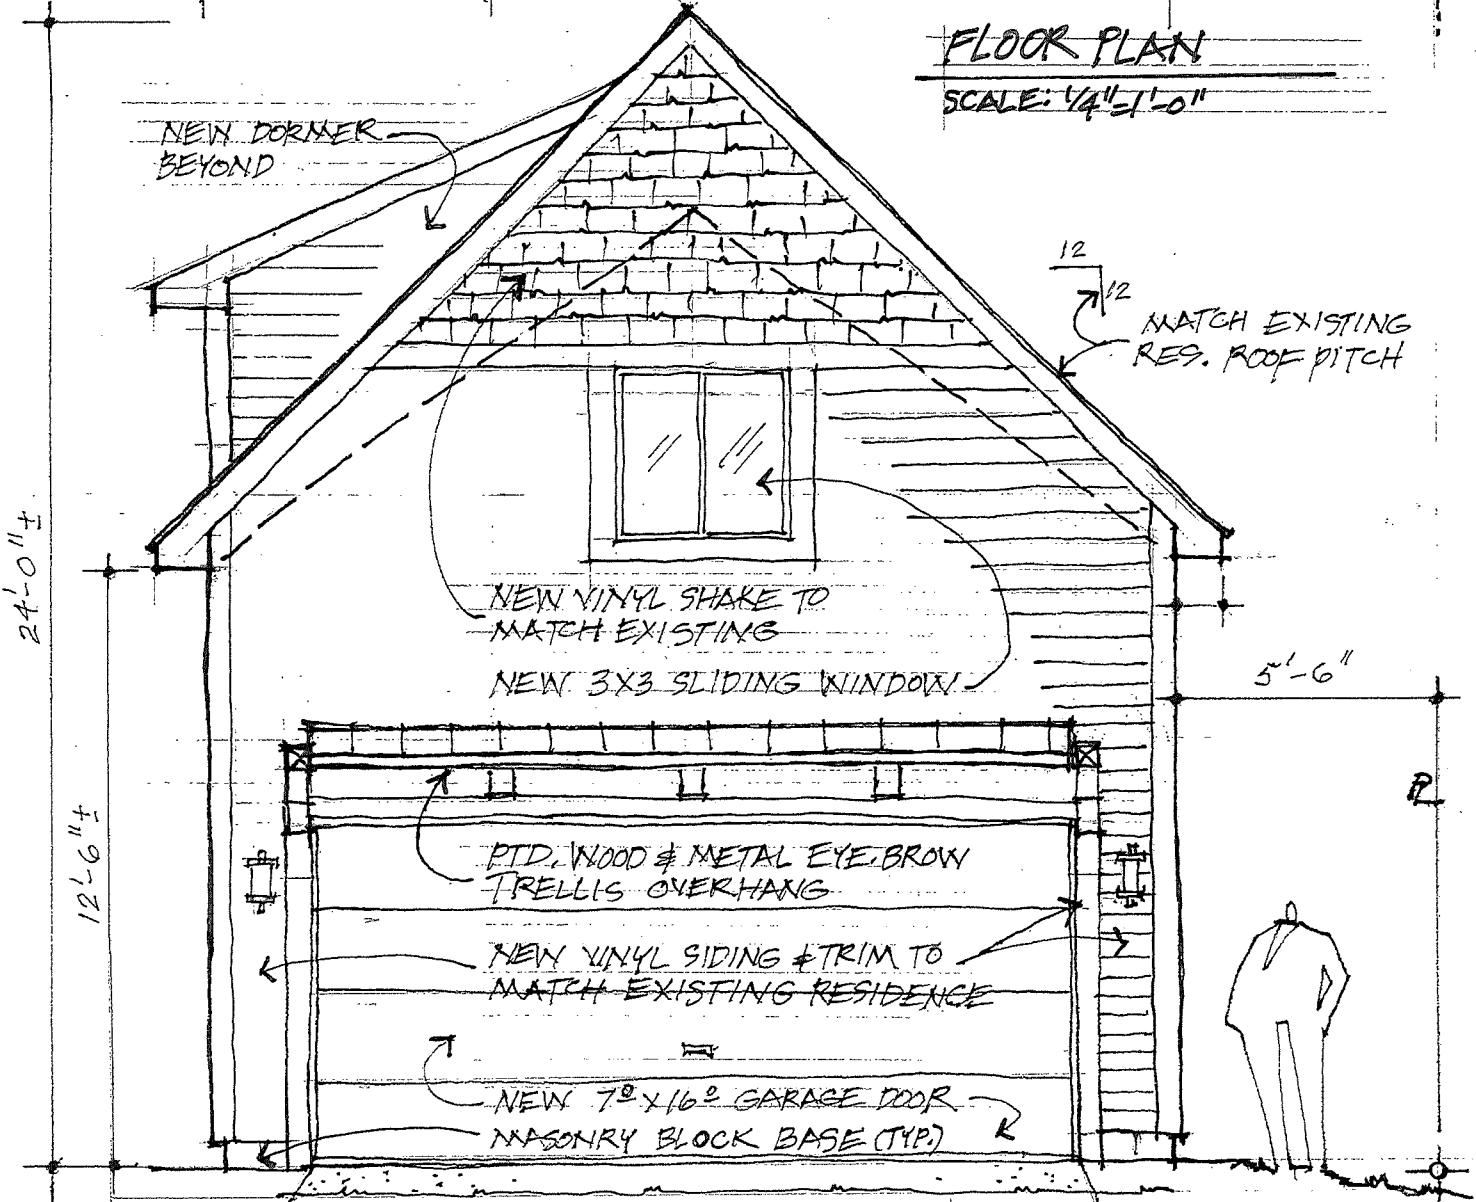 FLOOR PLAN
SCALE: 1/4"=1'-0"
NEW DORMER
BEYOND
12
12
MATCH EXISTING
RES. ROOF PITCH
24'-0"±
NEW VINYL SHAKE TO
MATCH EXISTING
NEW 3X3 SLIDING WINDOW
5'-6"
PL
12'-6"±
PTD. WOOD & METAL EYE-BROW
TRELLIS OVERHANG
NEW VINYL SIDING & TRIM TO
MATCH EXISTING RESIDENCE
NEW 7⁰ X 16⁰ GARAGE DOOR
MASONRY BLOCK BASE (TYP.)